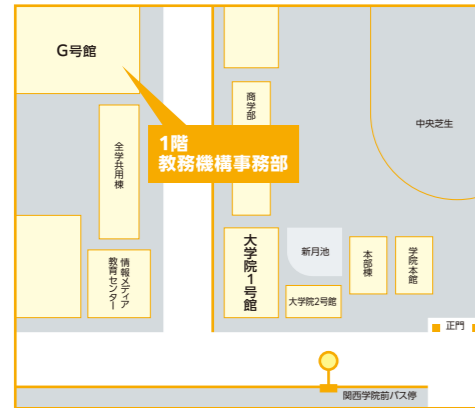 G号館
商学部
中央芝生
1階
教務機構事務部
全学共用棟
大学院1号館
新月池
本部棟
学院本館
情報メディア
教育センター
大学院2号館
正門
関西学院前バス停